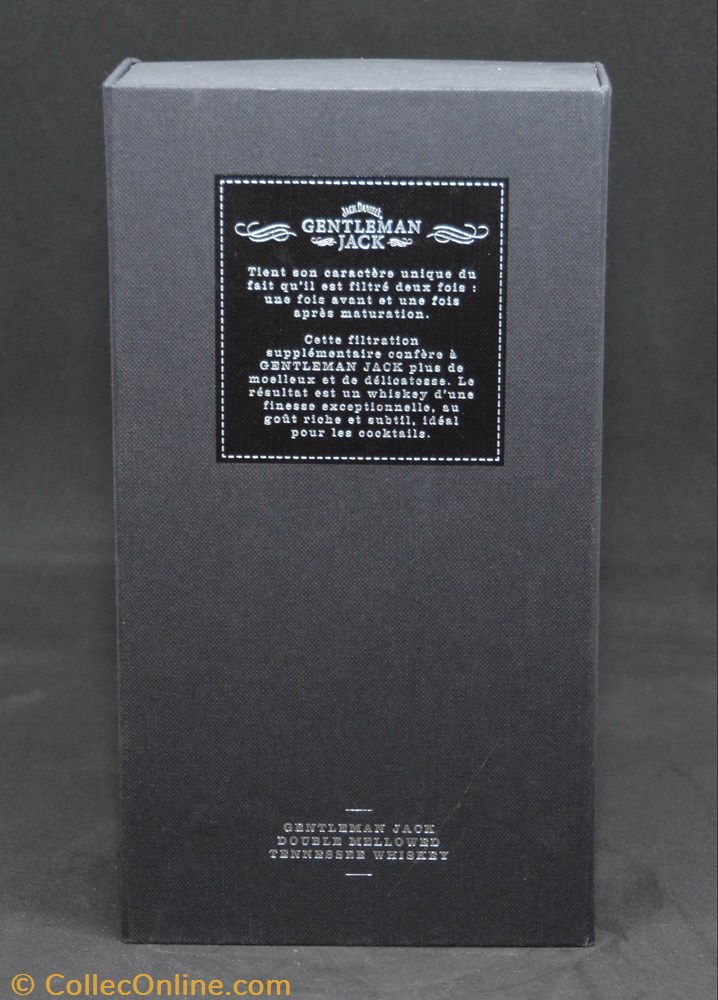 JACK DANIEL'S
GENTLEMAN
JACK
Tient son caractère unique du
fait qu'il est filtré deux fois :
une fois avant et une fois
après maturation.
Cette filtration
supplémentaire confère à
GENTLEMAN JACK plus de
moelleux et de délicatesse. Le
résultat est un whiskey d'une
finesse exceptionnelle, au
goût riche et subtil, idéal
pour les cocktails.
GENTLEMAN JACK
DOUBLE MELLOWED
TENNESSEE WHISKEY
© CollecOnline.com